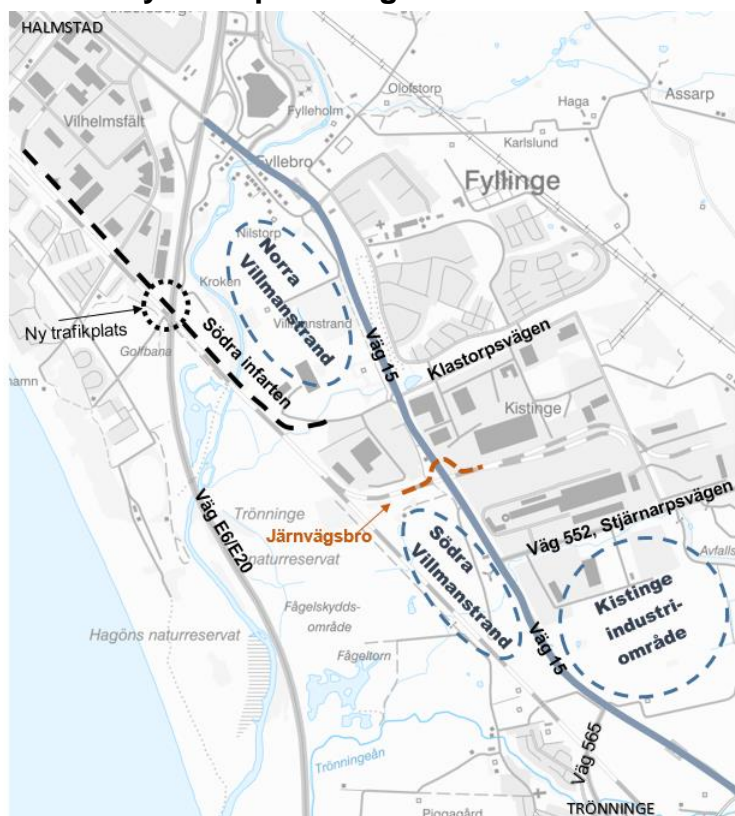 HALMSTAD
Vilhelmsfält
Fylleholm
Olofstorp
Haga
Assarp
Karlslund
Fyllebro
Fyllinge
Nilstorp
Norra
Villmanstrand
Kroken
Villmanstrand
Ny trafikplats
Golfbana
Södra infarten
Väg 15
Klastorpsvägen
Kistinge
Väg E6/E20
Trönninge
naturreservat
Järnvägsbro
Väg 552, Stjärnarpsvägen
Södra
Villmanstrand
Avfalls
Kistinge
industri-
område
Fågelskydds-
område
Hagöns naturreservat
Fågeltorn
Väg 15
Väg 565
Trönningeån
TRÖNNINGE